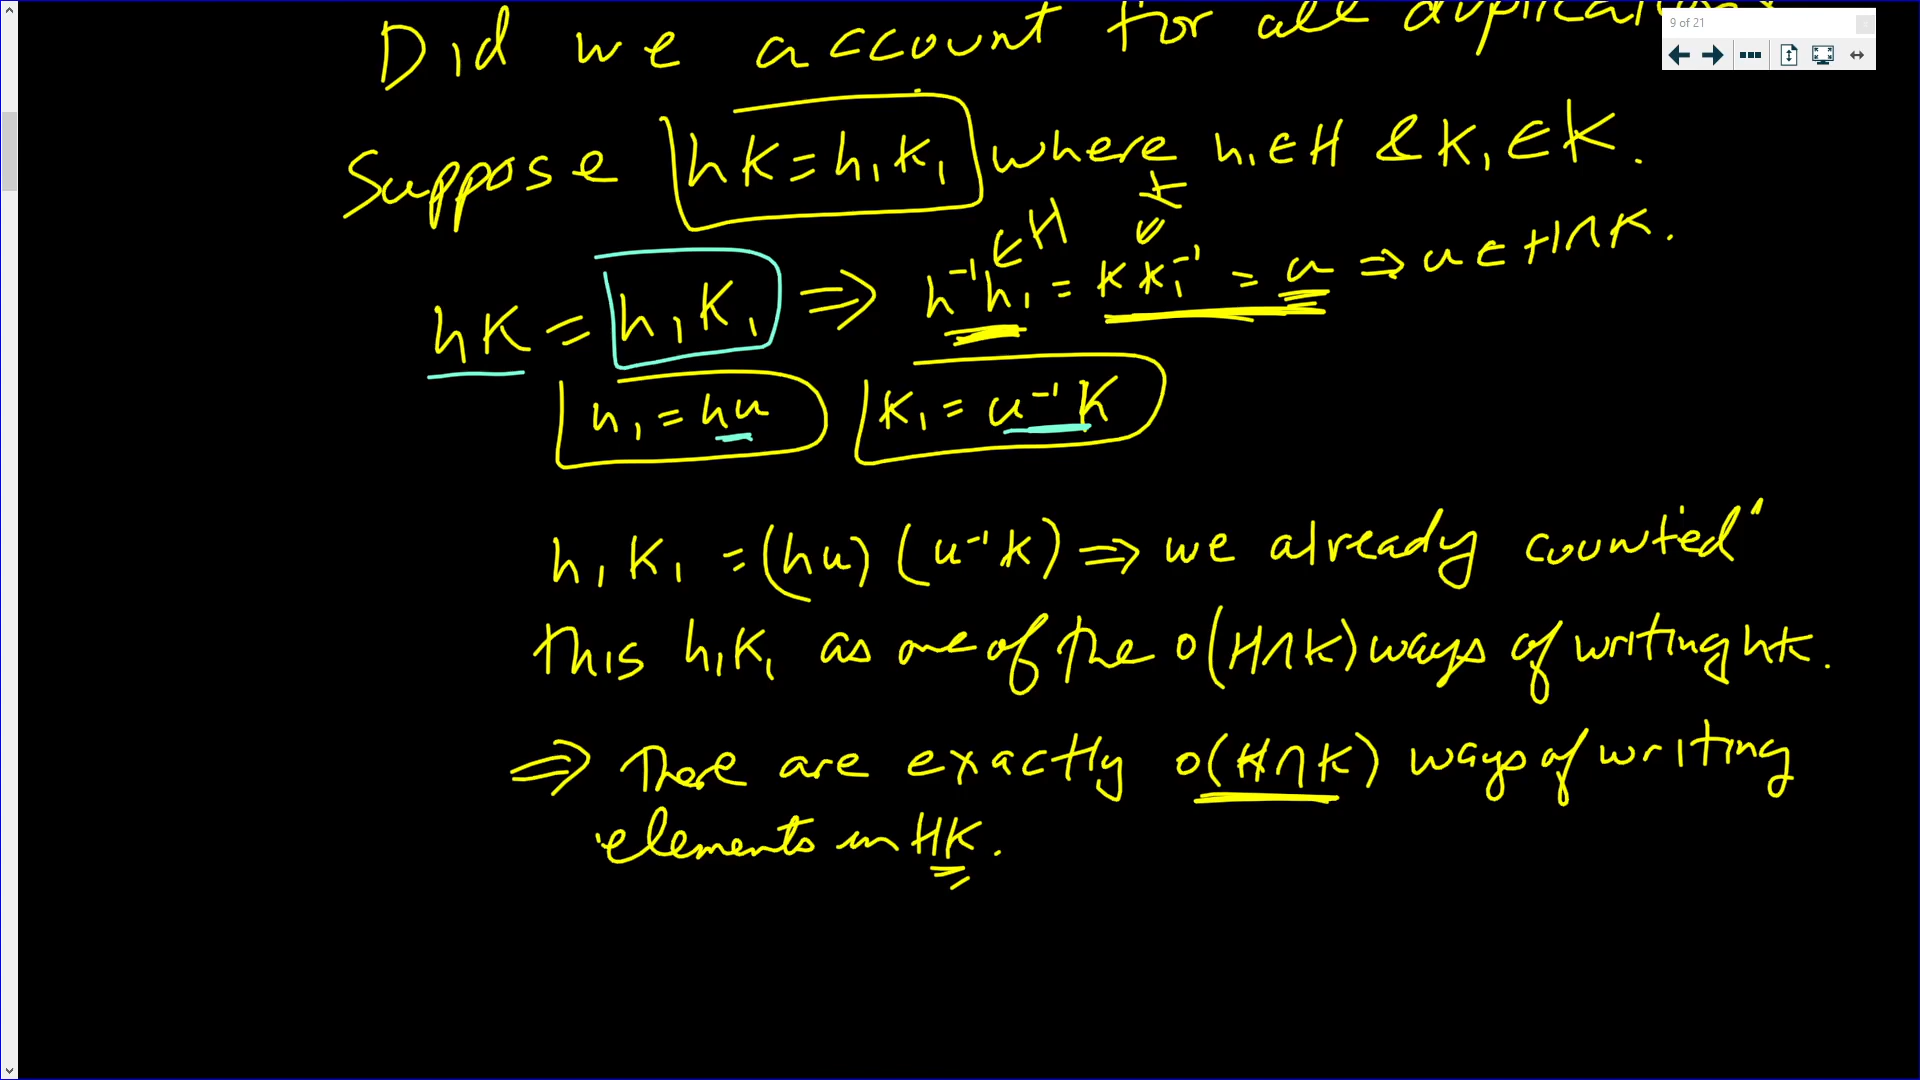 9 of 21
Did we account for all duplications
Suppose hk = h₁k₁ where h₁ ∈ H & k₁ ∈ K.
∈ H
hk = h₁k₁ ⇒ h⁻¹h₁ = kk₁⁻¹ = u ⇒ u ∈ H∩K.
h₁ = hu k₁ = u⁻¹k
h₁k₁ = (hu)(u⁻¹k) ⇒ we already counted
this h₁k₁ as one of the o(H∩K) ways of writing hk.
⇒ There are exactly o(H∩K) ways of writing
elements in HK.